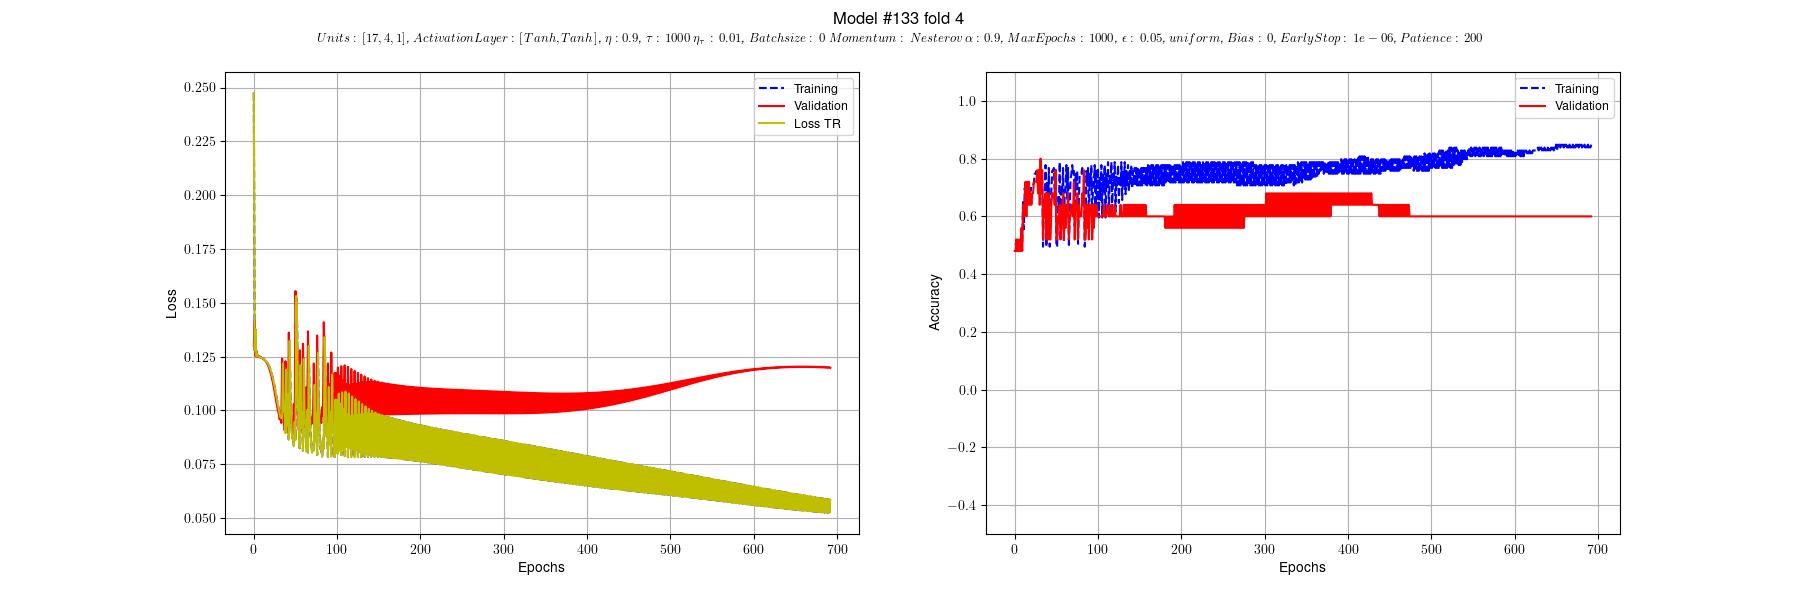 Model #133 fold 4
Units : [17, 4, 1], ActivationLayer : [Tanh, Tanh], η : 0.9, τ : 1000 η_τ : 0.01, Batchsize : 0 Momentum : Nesterov α : 0.9, MaxEpochs : 1000, ϵ : 0.05, uniform, Bias : 0, EarlyStop : 1e − 06, Patience : 200
Loss
0.250
0.225
0.200
0.175
0.150
0.125
0.100
0.075
0.050
Training
Validation
Loss TR
0 100 200 300 400 500 600 700
Epochs
Accuracy
1.0
0.8
0.6
0.4
0.2
0.0
−0.2
−0.4
Training
Validation
0 100 200 300 400 500 600 700
Epochs